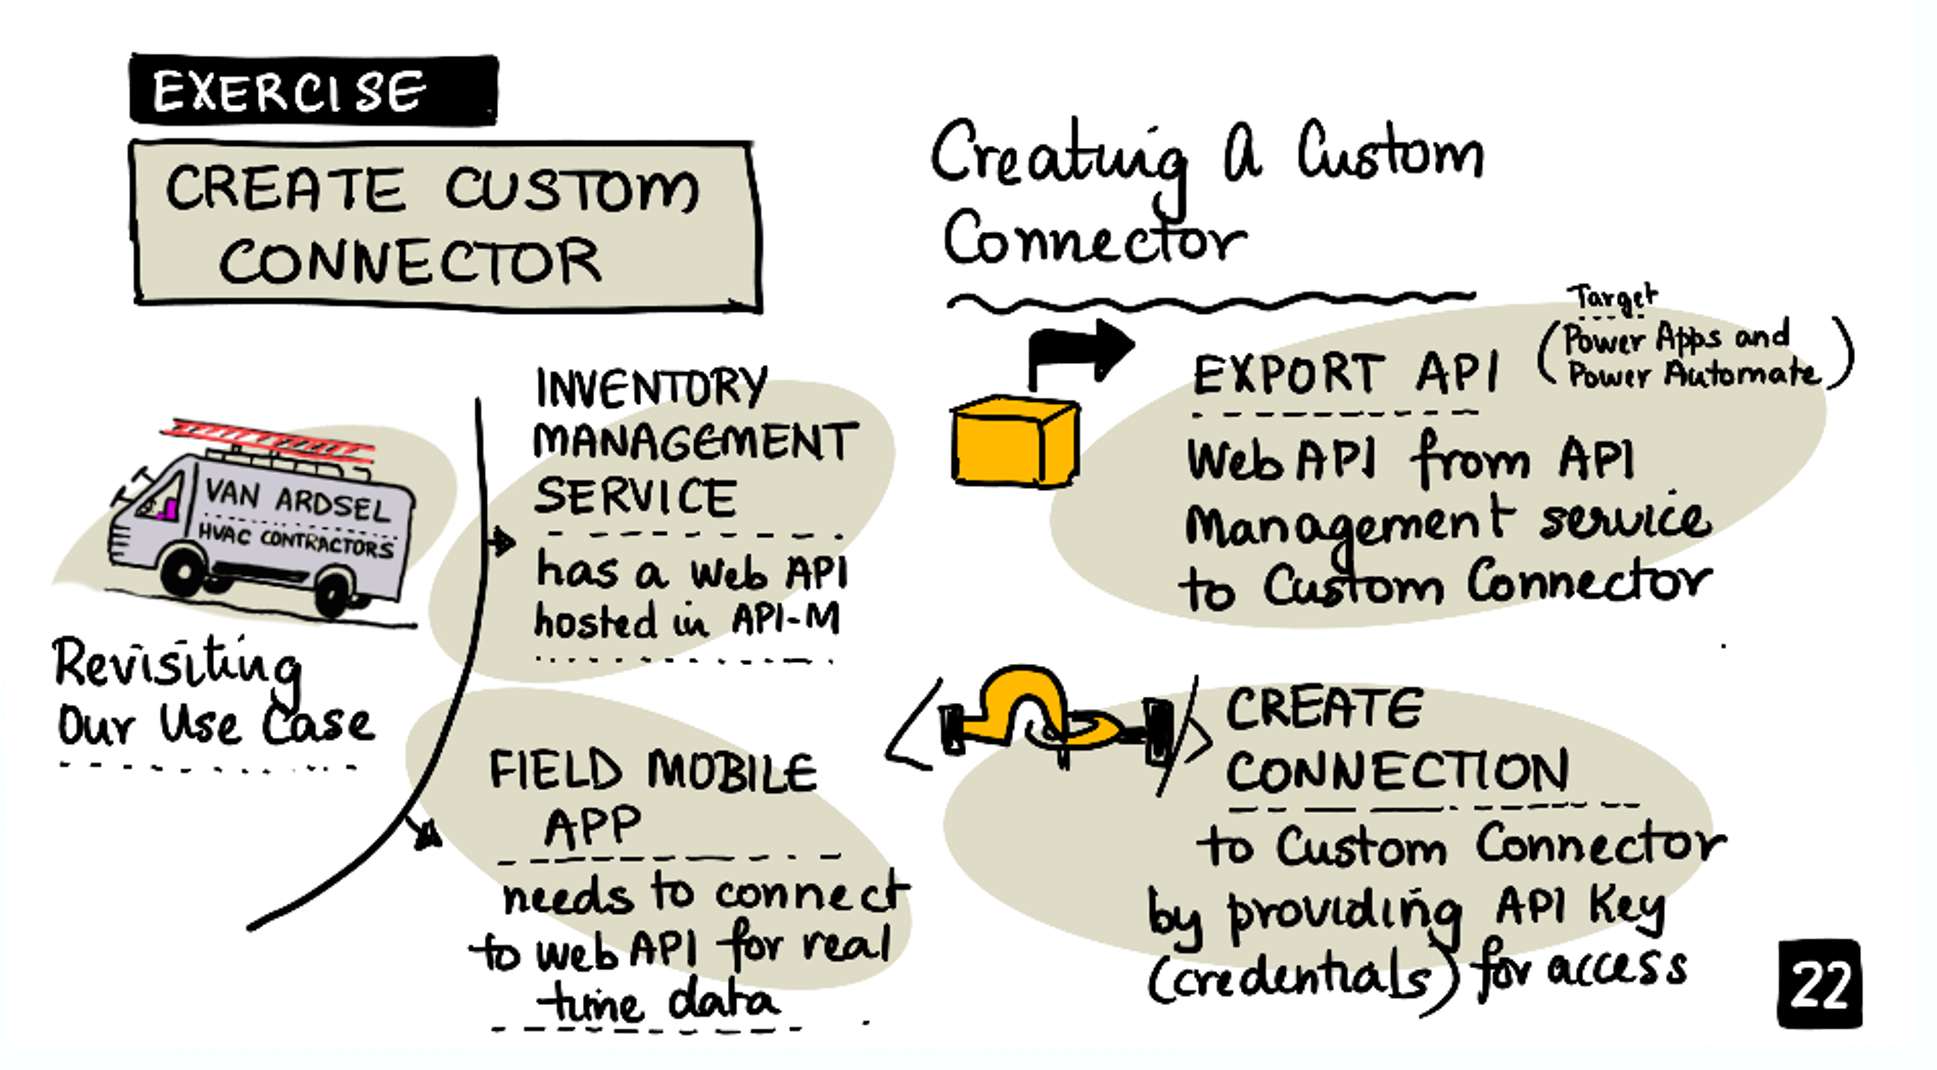 EXERCISE
CREATE CUSTOM
CONNECTOR
VAN ARDSEL
HVAC CONTRACTORS
Revisiting
Our Use Case
INVENTORY
MANAGEMENT
SERVICE
has a Web API
hosted in API-M
FIELD MOBILE
APP
needs to connect
to web API for real
time data
Creating A Custom
Connector
Target
(Power Apps and
Power Automate)
EXPORT API
Web API from API
Management service
to Custom Connector
CREATE
CONNECTION
to Custom Connector
by providing API Key
(credentials) for access
22